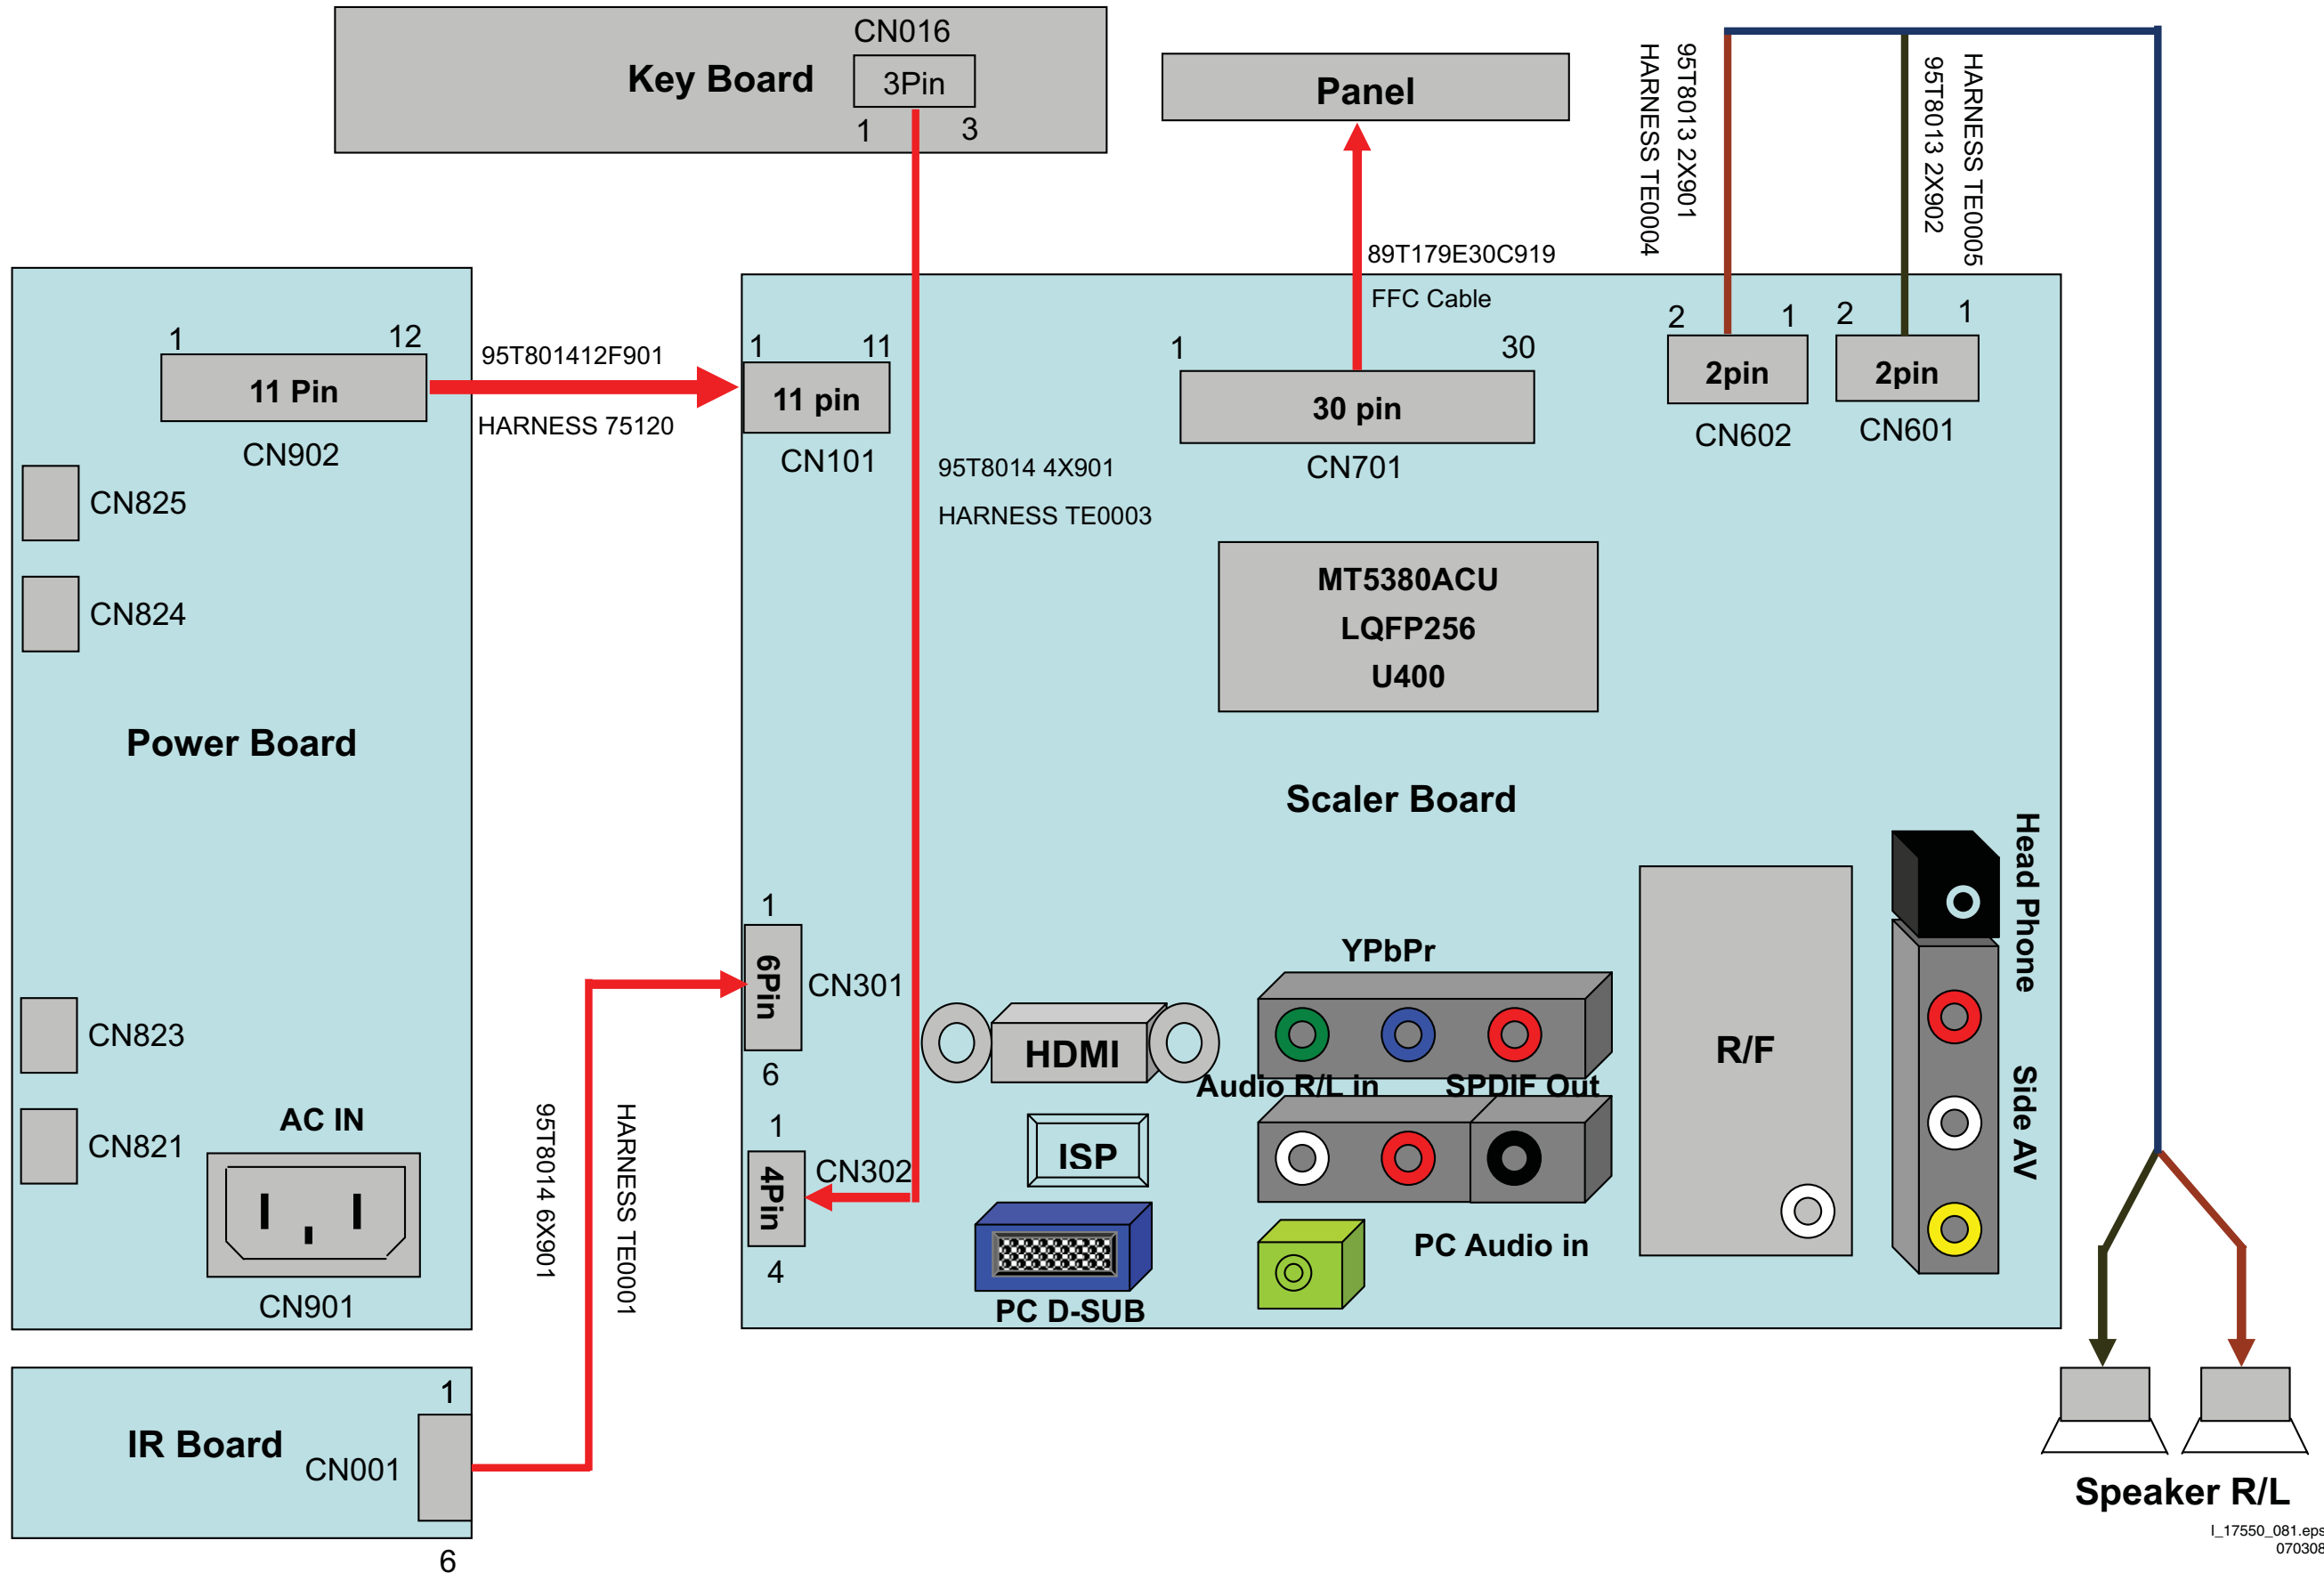 CN016
Key Board
3Pin
1 3
Panel
95T8013 2X901
HARNESS TE0004
HARNESS TE0005
95T8013 2X902
89T179E30C919
FFC Cable
1 12
11 Pin
CN902
95T801412F901
HARNESS 75120
1 11
11 pin
CN101
95T8014 4X901
HARNESS TE0003
1 30
30 pin
CN701
2 1
2pin
CN602
2 1
2pin
CN601
CN825
CN824
Power Board
CN823
CN821
AC IN
CN901
MT5380ACU
LQFP256
U400
Scaler Board
1
6Pin
CN301
6
1
4Pin
CN302
4
HDMI
ISP
PC D-SUB
YPbPr
Audio R/L in
SPDIF Out
PC Audio in
R/F
Head Phone
Side AV
95T8014 6X901
HARNESS TE0001
IR Board
1
CN001
6
Speaker R/L
I_17550_081.eps
070308